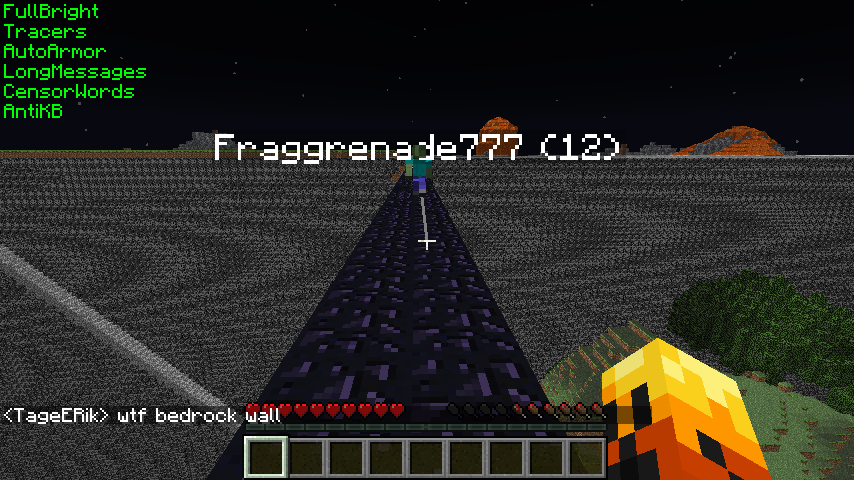 FullBright
Tracers
AutoArmor
LongMessages
CensorWords
AntiKB
Fraggrenade777 (12)
<TageERik> wtf bedrock wall